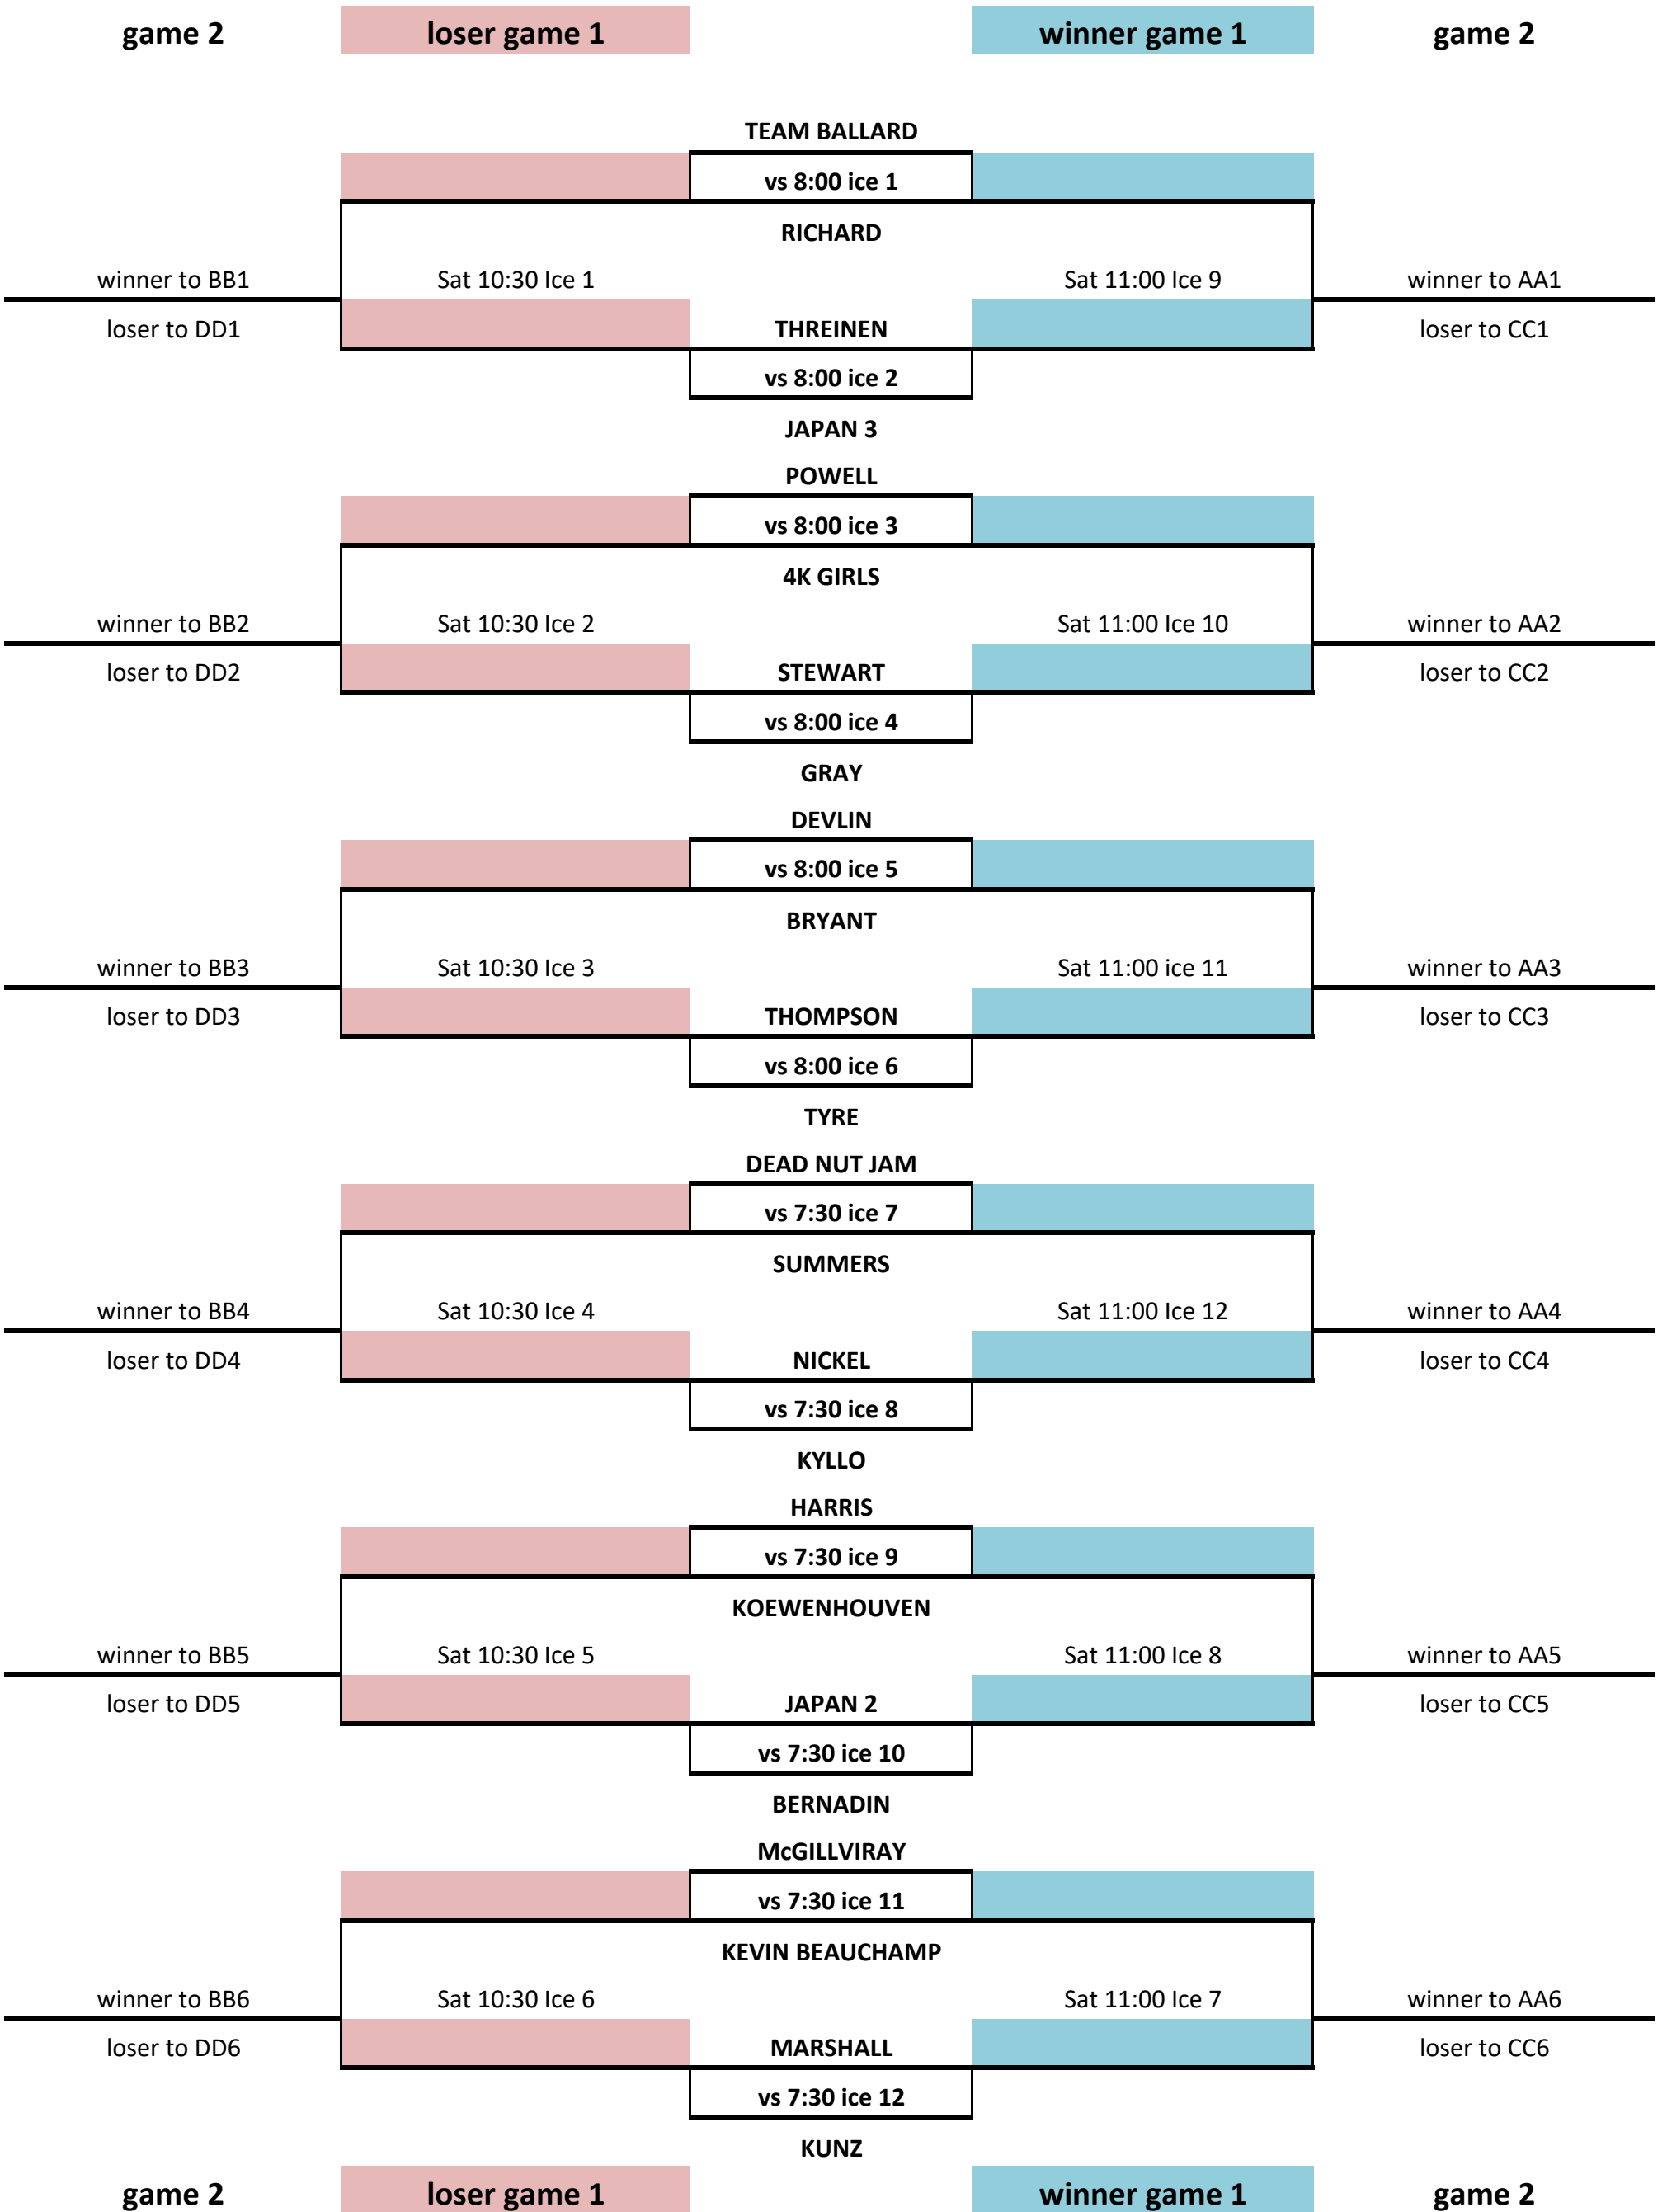 game 2 loser game 1 winner game 1 game 2
TEAM BALLARD
vs 8:00 ice 1
RICHARD
winner to BB1 Sat 10:30 Ice 1 Sat 11:00 Ice 9 winner to AA1
loser to DD1 THREINEN loser to CC1
vs 8:00 ice 2
JAPAN 3
POWELL
vs 8:00 ice 3
4K GIRLS
winner to BB2 Sat 10:30 Ice 2 Sat 11:00 Ice 10 winner to AA2
loser to DD2 STEWART loser to CC2
vs 8:00 ice 4
GRAY
DEVLIN
vs 8:00 ice 5
BRYANT
winner to BB3 Sat 10:30 Ice 3 Sat 11:00 ice 11 winner to AA3
loser to DD3 THOMPSON loser to CC3
vs 8:00 ice 6
TYRE
DEAD NUT JAM
vs 7:30 ice 7
SUMMERS
winner to BB4 Sat 10:30 Ice 4 Sat 11:00 Ice 12 winner to AA4
loser to DD4 NICKEL loser to CC4
vs 7:30 ice 8
KYLLO
HARRIS
vs 7:30 ice 9
KOEWENHOUVEN
winner to BB5 Sat 10:30 Ice 5 Sat 11:00 Ice 8 winner to AA5
loser to DD5 JAPAN 2 loser to CC5
vs 7:30 ice 10
BERNADIN
McGILLVIRAY
vs 7:30 ice 11
KEVIN BEAUCHAMP
winner to BB6 Sat 10:30 Ice 6 Sat 11:00 Ice 7 winner to AA6
loser to DD6 MARSHALL loser to CC6
vs 7:30 ice 12
KUNZ
game 2 loser game 1 winner game 1 game 2